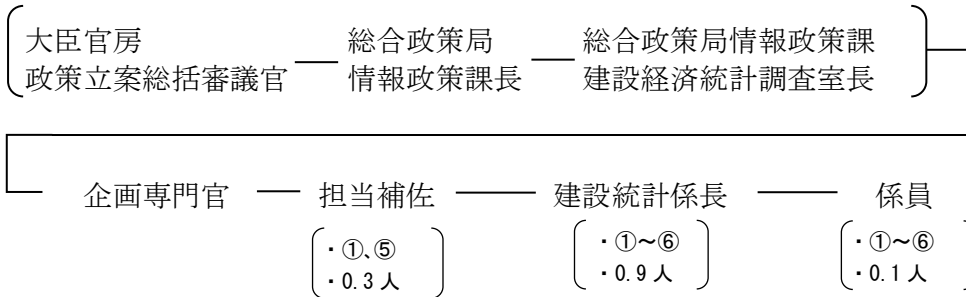 大臣官房 総合政策局 総合政策局情報政策課
政策立案総括審議官 情報政策課長 建設経済統計調査室長
企画専門官 担当補佐 建設統計係長 係員
・①、⑤ ・①～⑥ ・①～⑥
・0.3人 ・0.9人 ・0.1人